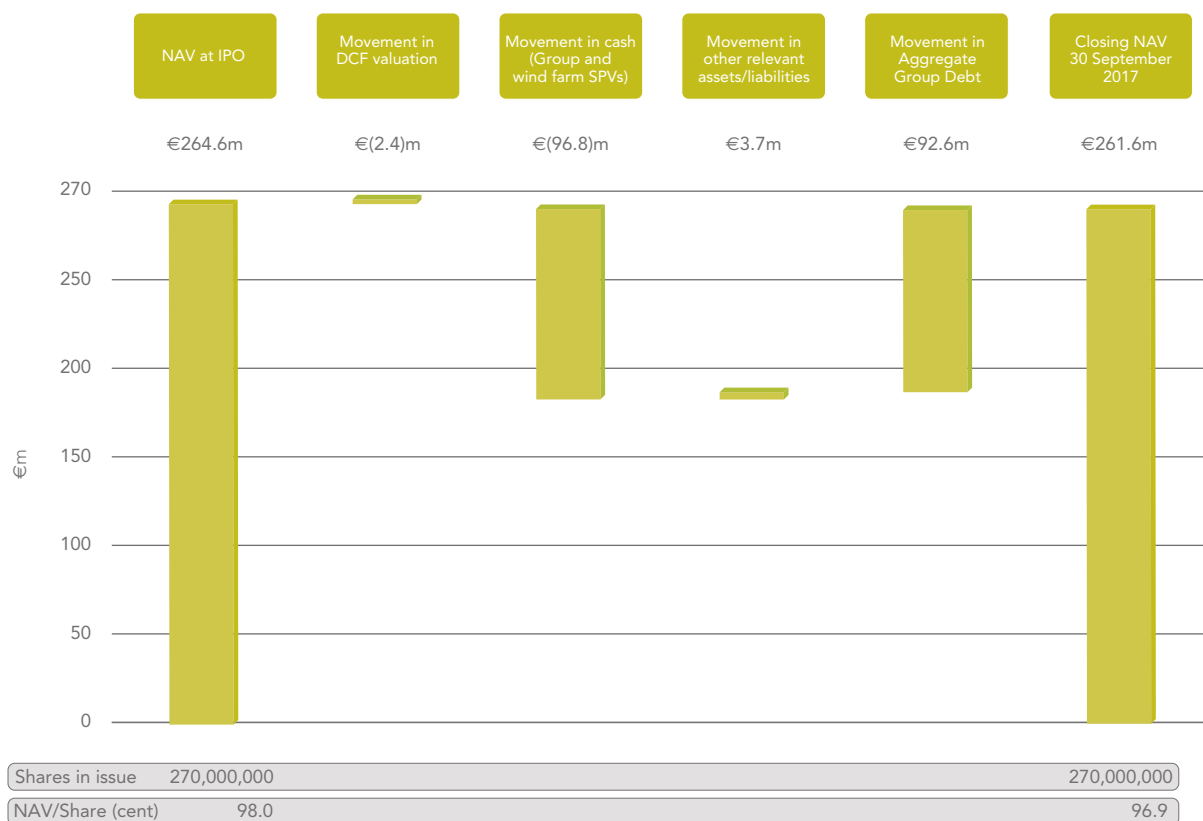 NAV at IPO
Movement in
DCF valuation
Movement in cash
(Group and
wind farm SPVs)
Movement in
other relevant
assets/liabilities
Movement in
Aggregate
Group Debt
Closing NAV
30 September
2017
€264.6m
€(2.4)m
€(96.8)m
€3.7m
€92.6m
€261.6m
270
250
200
150
100
50
0
€m
Shares in issue 270,000,000 270,000,000
NAV/Share (cent) 98.0 96.9